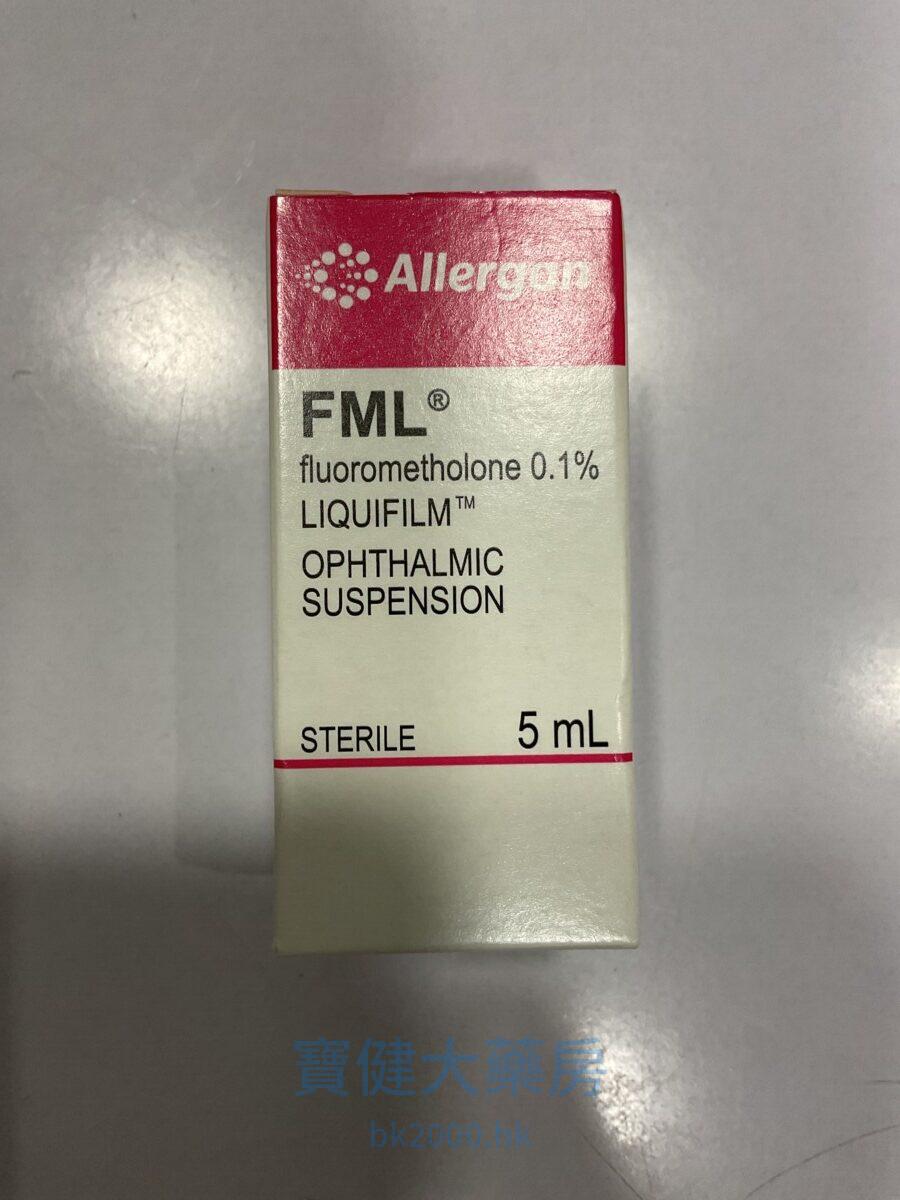 Allergan
FML®
fluorometholone 0.1%
LIQUIFILM™
OPHTHALMIC
SUSPENSION
STERILE 5 mL
寶健大藥房
bk2000.hk